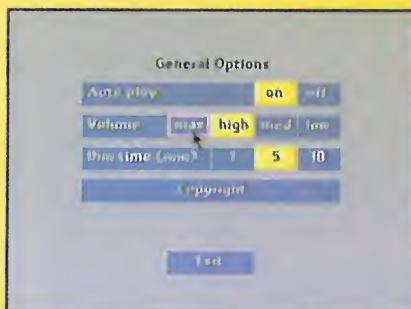 General Options
Auto play on off
Volume max high med low
Dim time (min) 1 5 10
Copyright
Exit